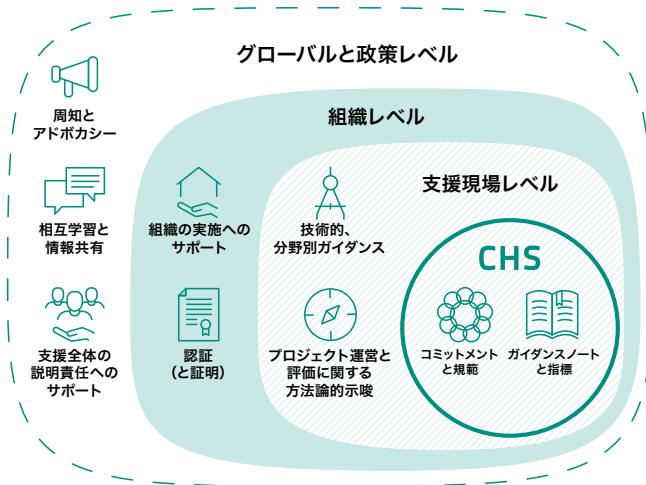 グローバルと政策レベル
周知と
アドボカシー
相互学習と
情報共有
支援全体の
説明責任への
サポート
組織レベル
組織の実施への
サポート
認証
（と証明）
支援現場レベル
技術的、
分野別ガイダンス
プロジェクト運営と
評価に関する
方法論的示唆
CHS
コミットメント
と規範
ガイダンスノート
と指標